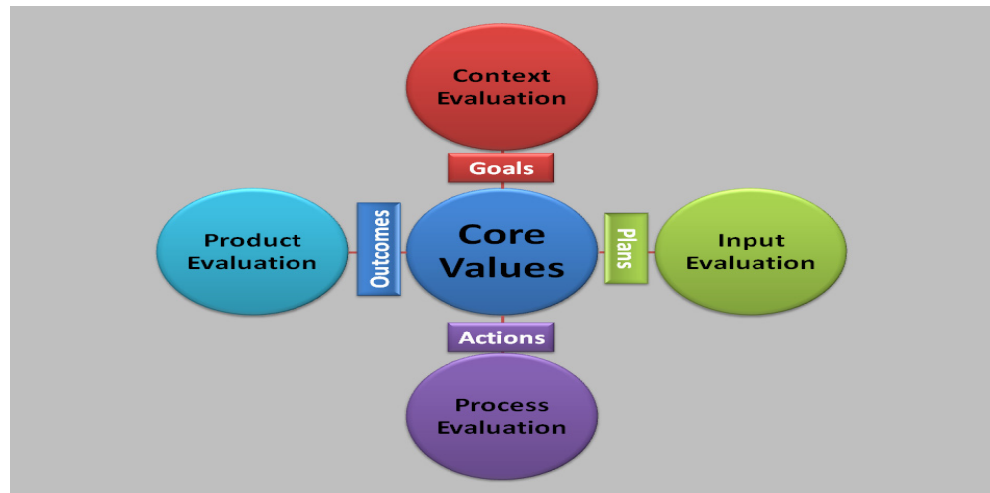 Context
Evaluation
Goals
Product
Evaluation
Outcomes
Core
Values
Plans
Input
Evaluation
Actions
Process
Evaluation